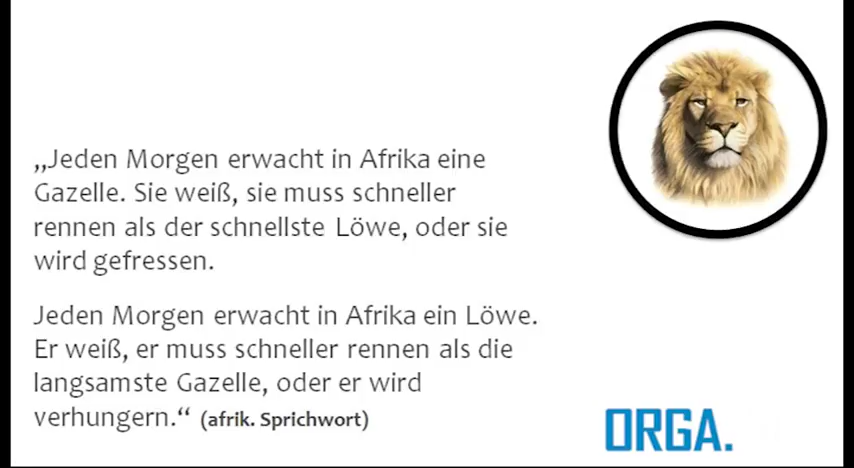 „Jeden Morgen erwacht in Afrika eine
Gazelle. Sie weiß, sie muss schneller
rennen als der schnellste Löwe, oder sie
wird gefressen.
Jeden Morgen erwacht in Afrika ein Löwe.
Er weiß, er muss schneller rennen als die
langsamste Gazelle, oder er wird
verhungern.“ (afrik. Sprichwort)
ORGA.